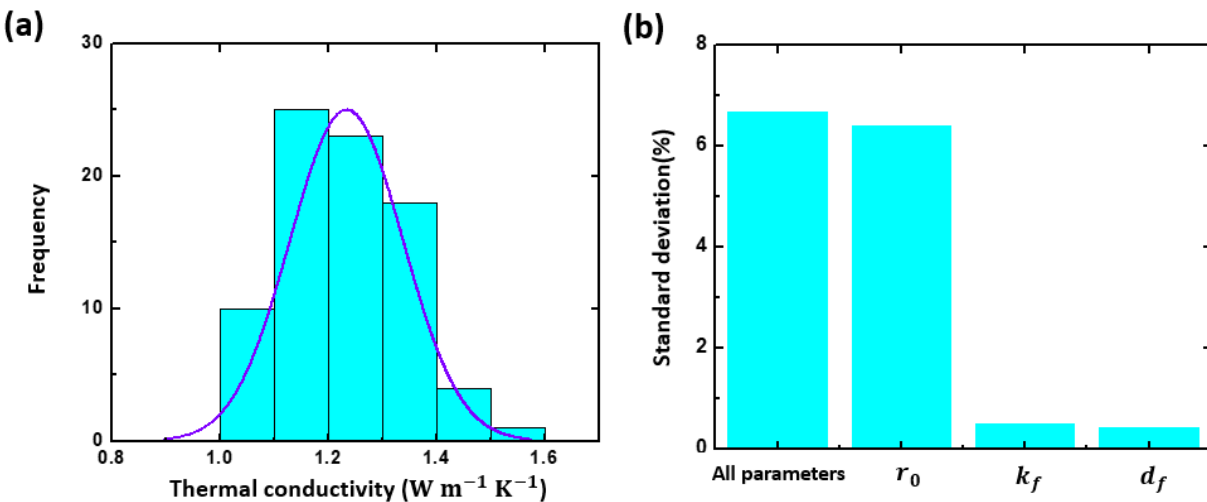 (a)
30
20
10
0
Frequency
0.8 1.0 1.2 1.4 1.6
Thermal conductivity (W m⁻¹ K⁻¹)
(b)
8
6
4
2
0
Standard deviation(%)
All parameters r₀ k_f d_f